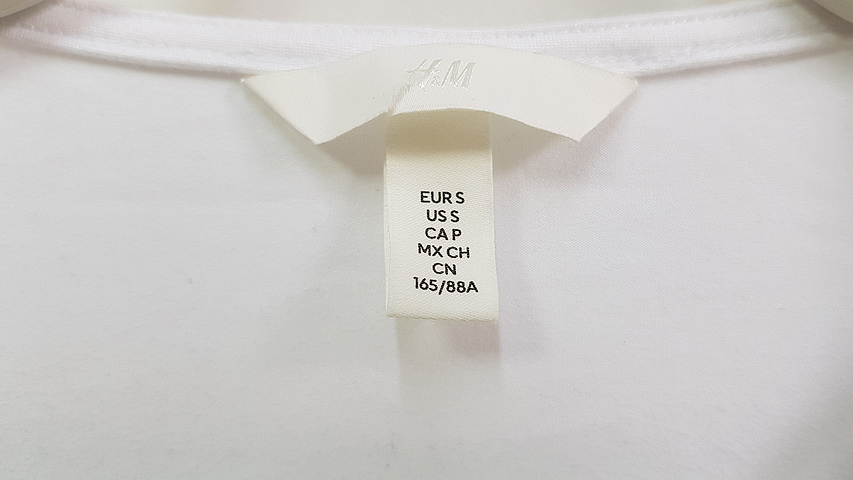 H&M
EUR S
US S
CA P
MX CH
CN
165/88A